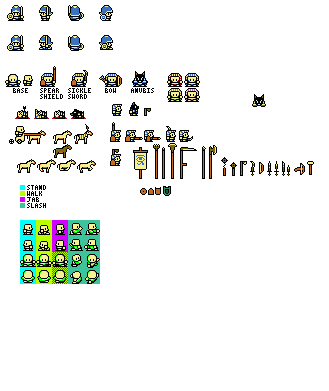 BASE SPEAR SICKLE BOW ANUBIS
SHIELD SWORD
STAND
WALK
JAB
SLASH